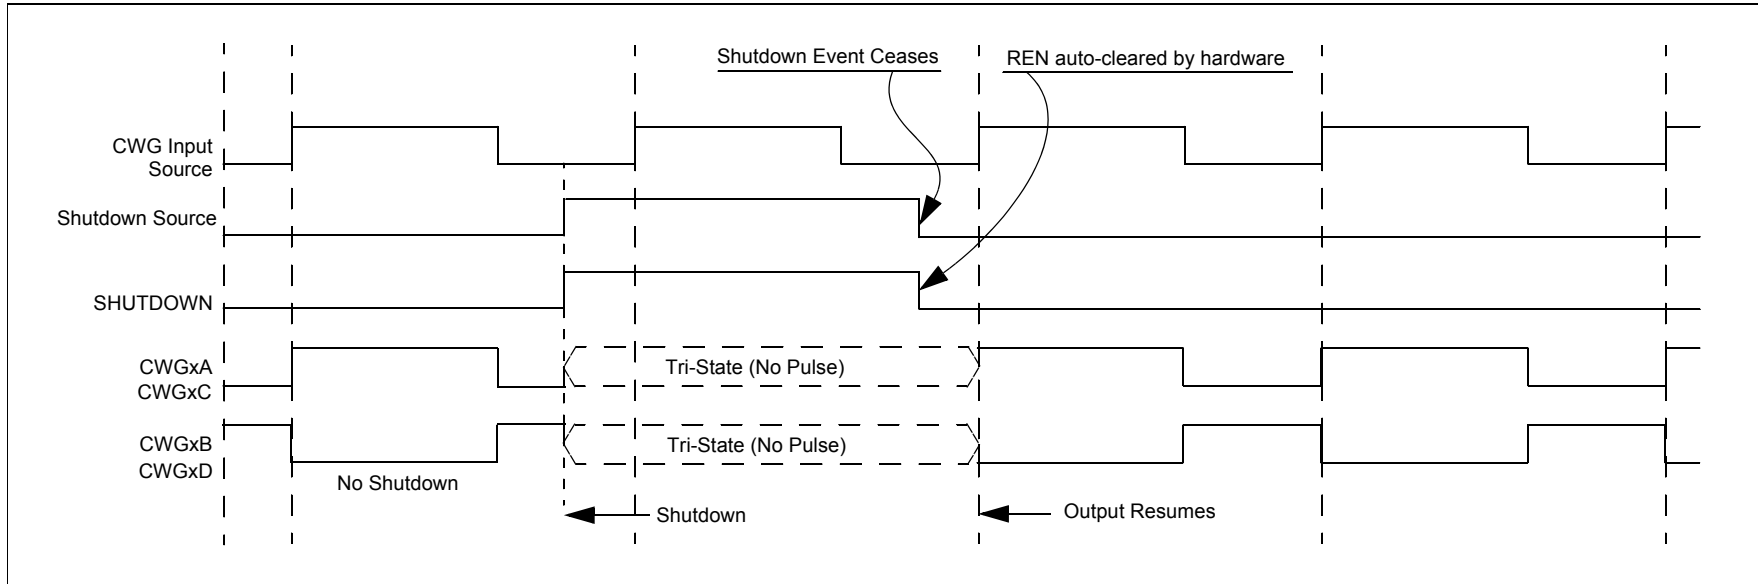 Shutdown Event Ceases
REN auto-cleared by hardware
CWG Input
Source
Shutdown Source
SHUTDOWN
CWGxA
CWGxC
Tri-State (No Pulse)
CWGxB
CWGxD
Tri-State (No Pulse)
No Shutdown
Shutdown
Output Resumes